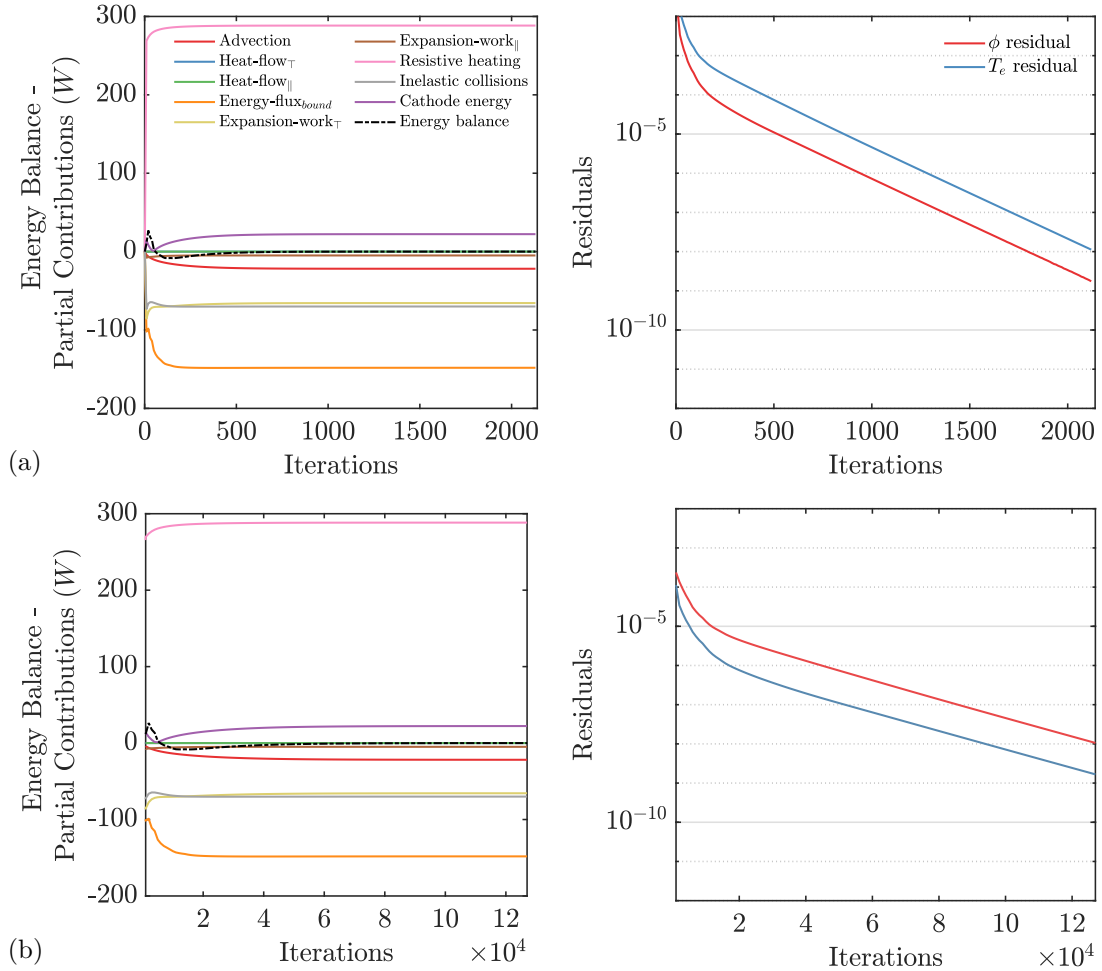 Energy Balance -
Partial Contributions (W)
300
200
100
0
-100
-200
Advection
Heat-flow⊤
Heat-flow∥
Energy-flux_bound
Expansion-work⊤
Expansion-work∥
Resistive heating
Inelastic collisions
Cathode energy
Energy balance
0 500 1000 1500 2000
Iterations
(a)
Residuals
10^-5
10^-10
ϕ residual
T_e residual
0 500 1000 1500 2000
Iterations
Energy Balance -
Partial Contributions (W)
300
200
100
0
-100
-200
2 4 6 8 10 12
Iterations ×10^4
(b)
Residuals
10^-5
10^-10
2 4 6 8 10 12
Iterations ×10^4